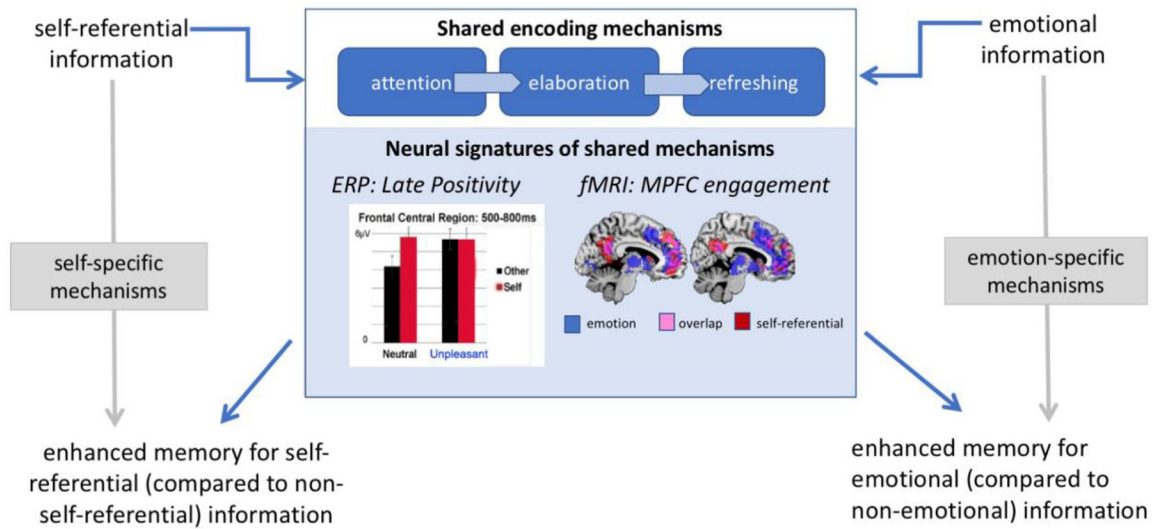 self-referential
information
Shared encoding mechanisms
attention
elaboration
refreshing
emotional
information
Neural signatures of shared mechanisms
ERP: Late Positivity
fMRI: MPFC engagement
Frontal Central Region: 500-800ms
6μV
Other
Self
0
Neutral
Unpleasant
emotion
overlap
self-referential
self-specific
mechanisms
emotion-specific
mechanisms
enhanced memory for self-
referential (compared to non-
self-referential) information
enhanced memory for
emotional (compared to
non-emotional) information